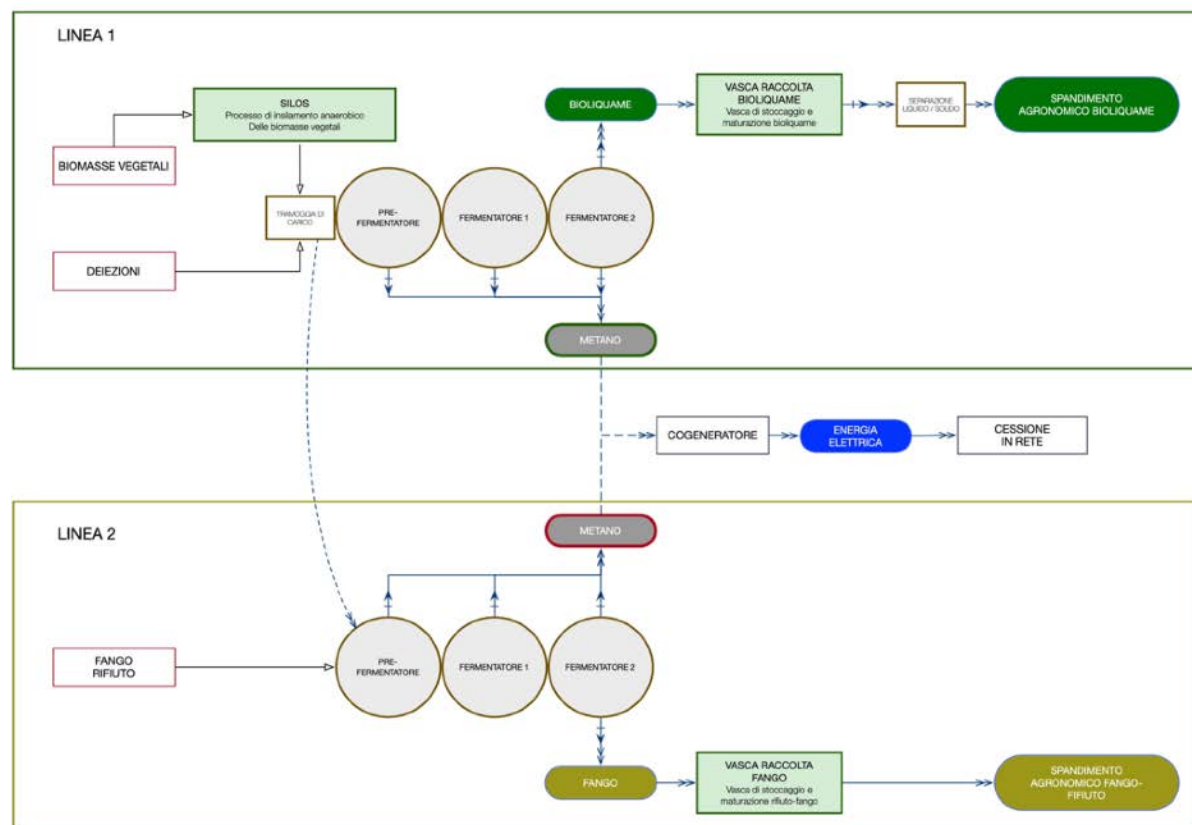 LINEA 1
SILOS
Processo di insilamento anaerobico
Delle biomasse vegetali
BIOMASSE VEGETALI
TRAMOGGIA DI
CARICO
DEIEZIONI
PRE-
FERMENTATORE
FERMENTATORE 1
FERMENTATORE 2
BIOLIQUAME
VASCA RACCOLTA
BIOLIQUAME
Vasca di stoccaggio e
maturazione bioliquame
SEPARAZIONE
LIQUIDO / SOLIDO
SPANDIMENTO
AGRONOMICO BIOLIQUAME
METANO
COGENERATORE
ENERGIA
ELETTRICA
CESSIONE
IN RETE
LINEA 2
METANO
FANGO
RIFIUTO
PRE-
FERMENTATORE
FERMENTATORE 1
FERMENTATORE 2
FANGO
VASCA RACCOLTA
FANGO
Vasca di stoccaggio e
maturazione rifiuto-fango
SPANDIMENTO
AGRONOMICO FANGO-
FIFIUTO